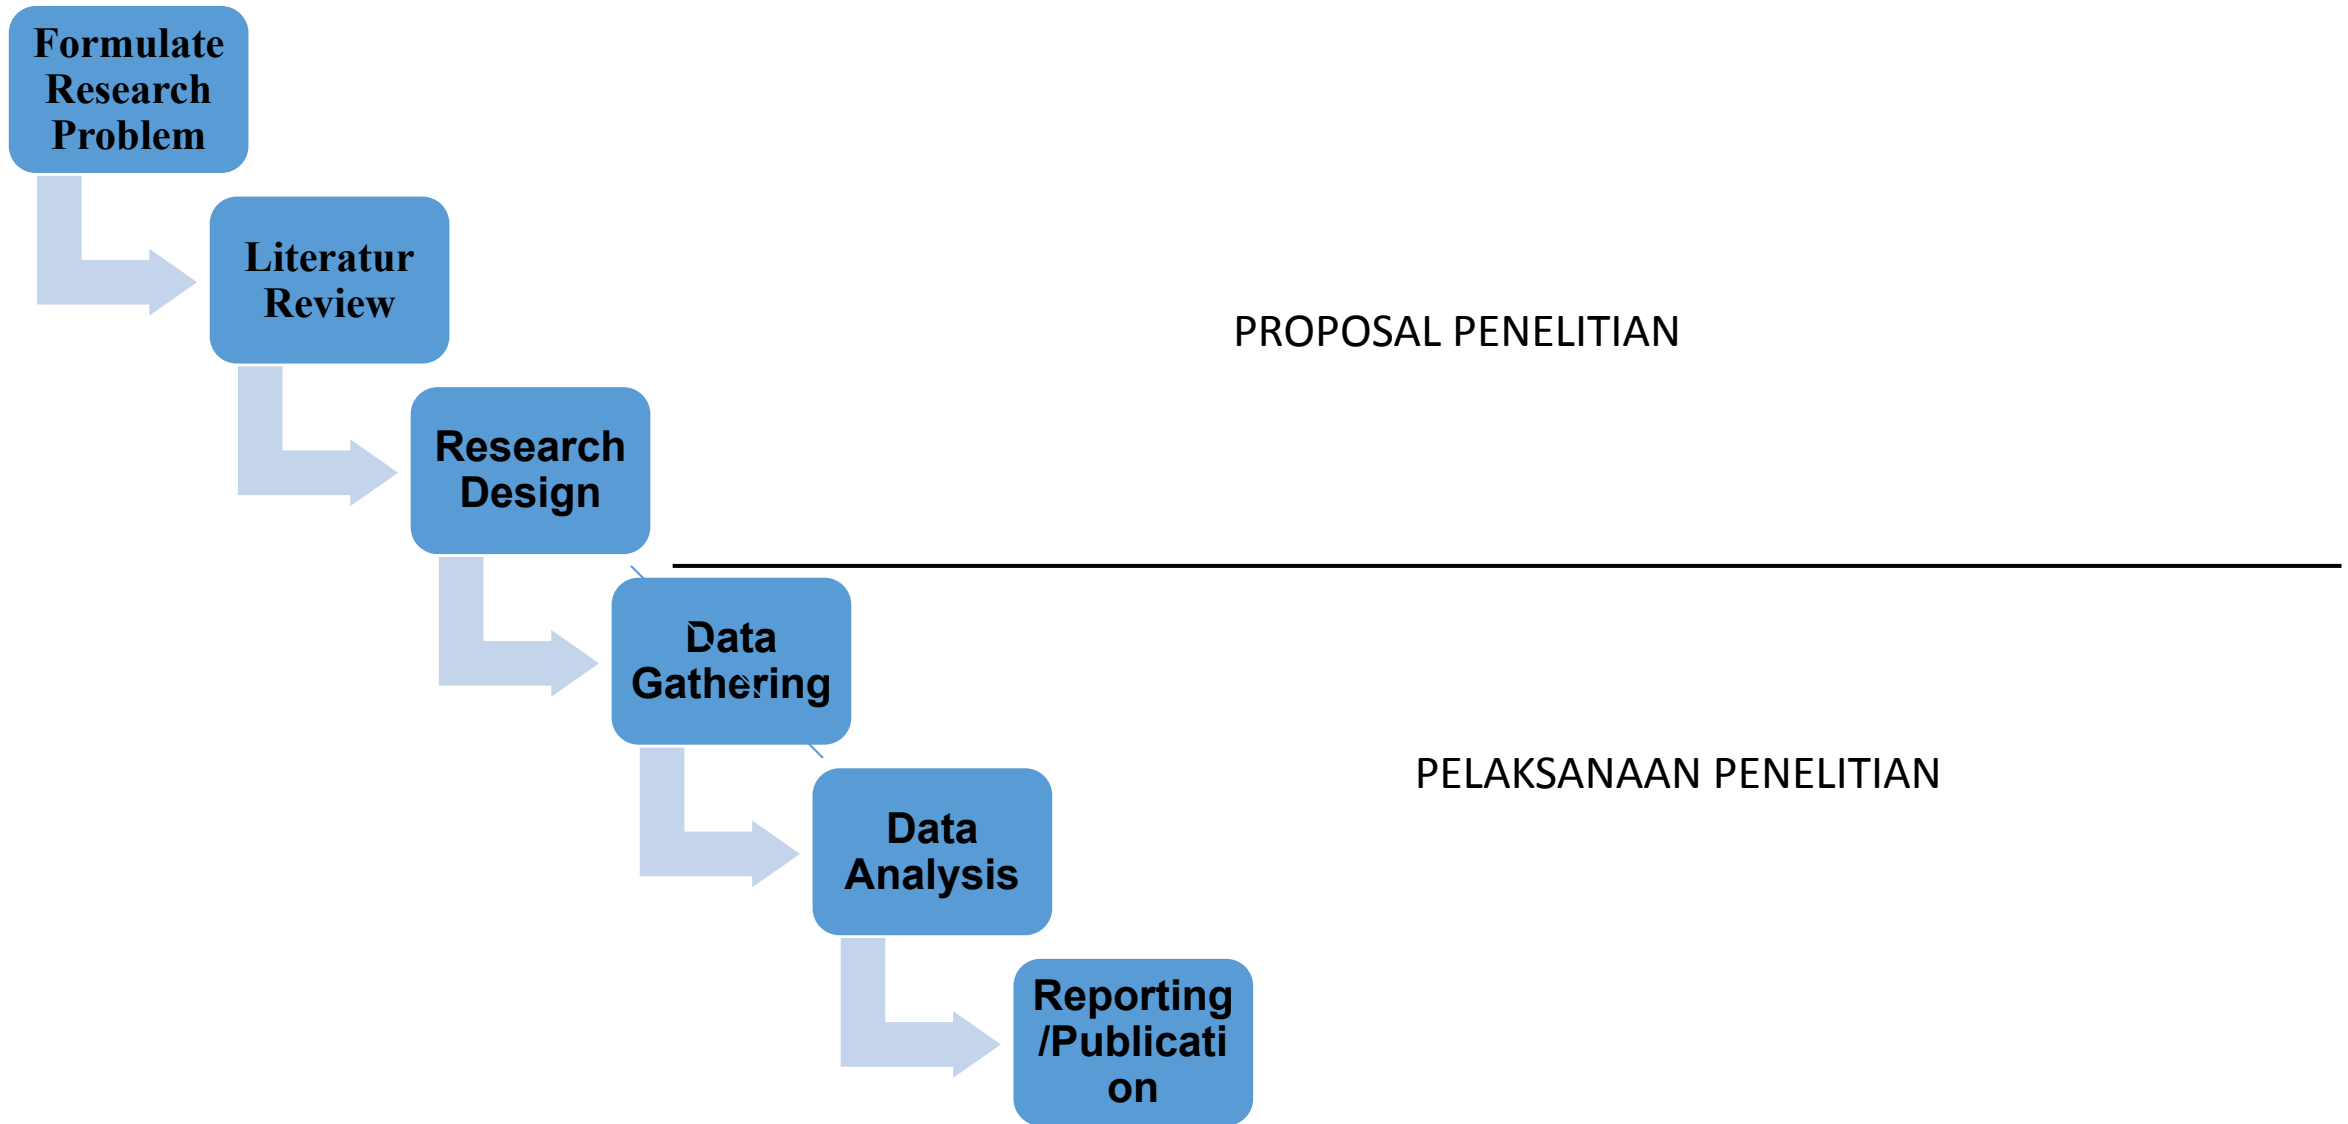 Formulate
Research
Problem
Literatur
Review
PROPOSAL PENELITIAN
Research
Design
Data
Gathering
PELAKSANAAN PENELITIAN
Data
Analysis
Reporting
/Publicati
on